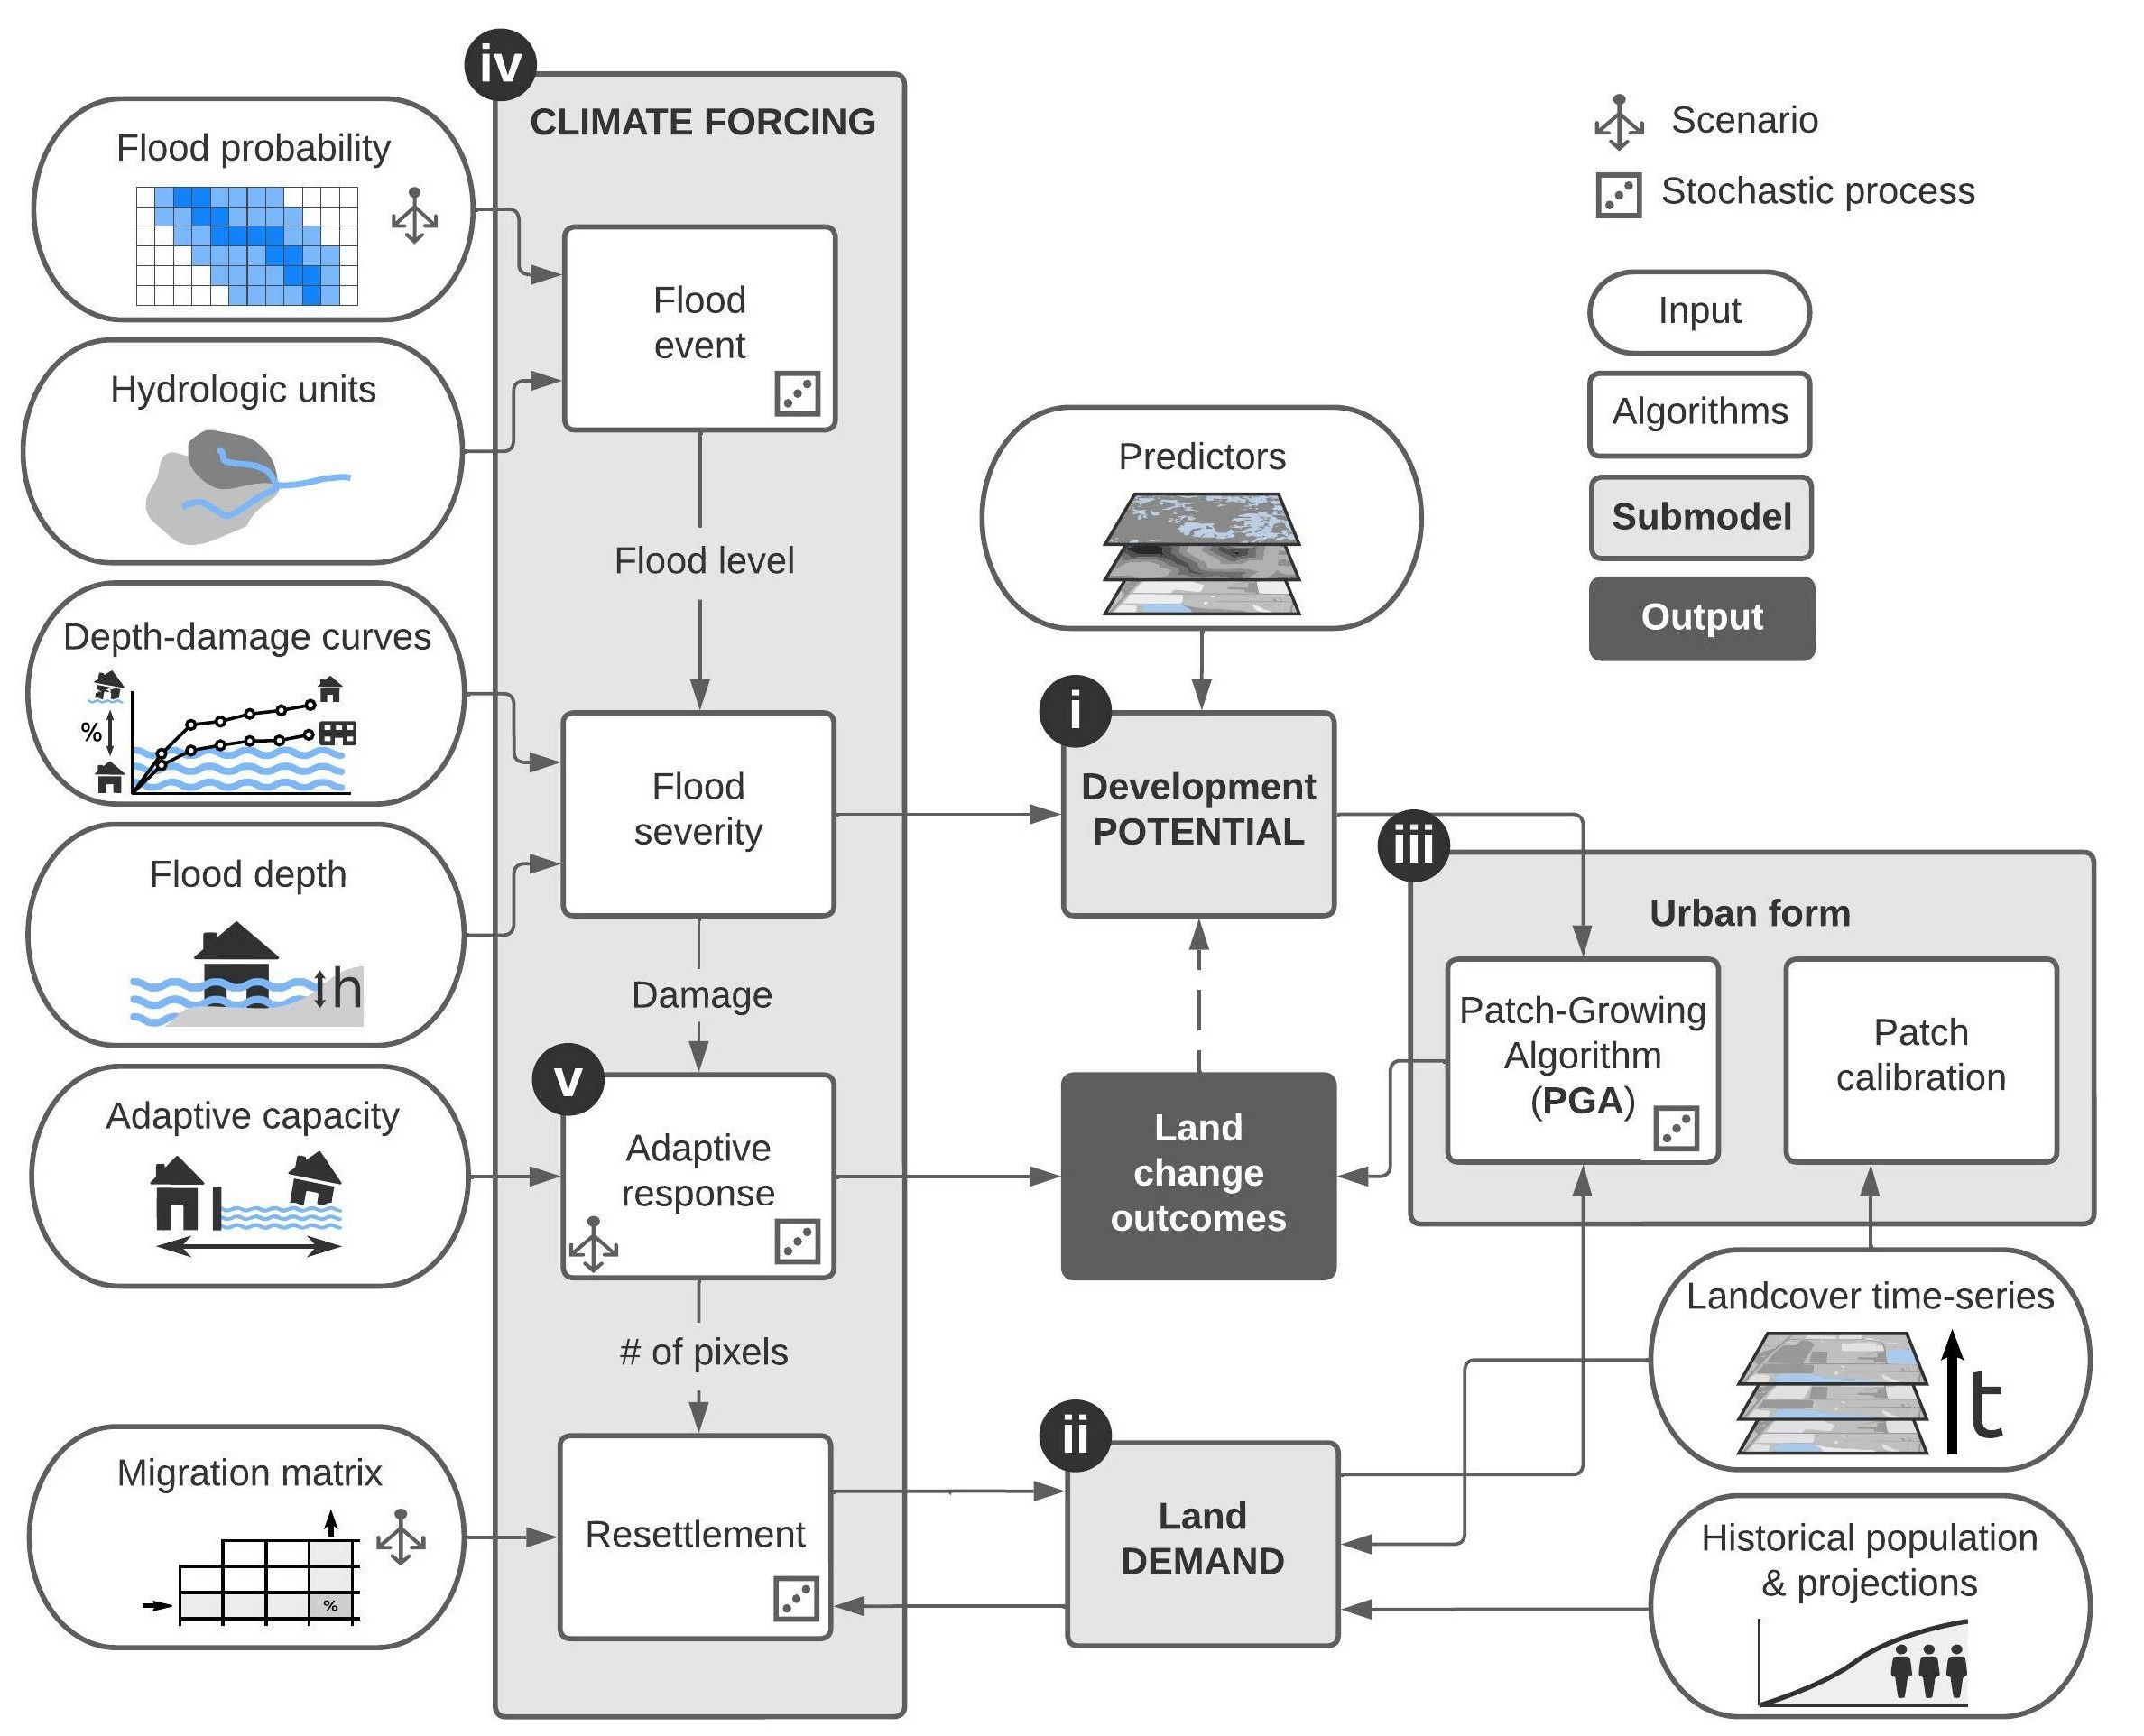 iv
CLIMATE FORCING
Flood probability
Hydrologic units
Depth-damage curves
%
Flood depth
h
Adaptive capacity
Migration matrix
%
Flood
event
Flood level
Flood
severity
Damage
v
Adaptive
response
# of pixels
Resettlement
Predictors
i
Development
POTENTIAL
Land
change
outcomes
ii
Land
DEMAND
Scenario
Stochastic process
Input
Algorithms
Submodel
Output
iii
Urban form
Patch-Growing
Algorithm
(PGA)
Patch
calibration
Landcover time-series
t
Historical population
& projections